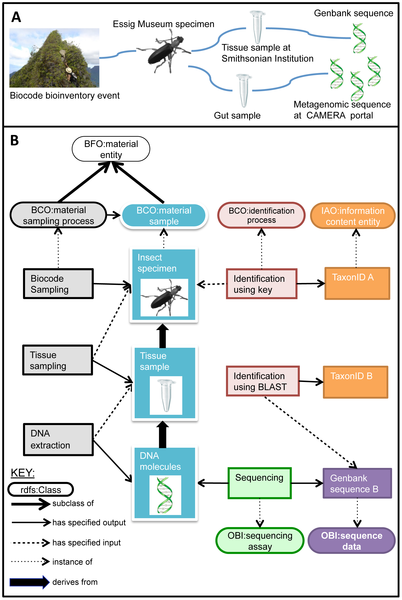 A
Essig Museum specimen
Genbank sequence
Tissue sample at
Smithsonian Institution
Biocode bioinventory event
Gut sample
Metagenomic sequence
at CAMERA portal
B
BFO:material
entity
BCO:material
sampling process
BCO:material
sample
BCO:identification
process
IAO:information
content entity
Biocode
Sampling
Insect
specimen
Identification
using key
TaxonID A
Tissue
sampling
Tissue
sample
Identification
using BLAST
TaxonID B
DNA
extraction
DNA
molecules
Sequencing
Genbank
sequence B
OBI:sequencing
assay
OBI:sequence
data
KEY:
rdfs:Class
subclass of
has specified output
has specified input
instance of
derives from